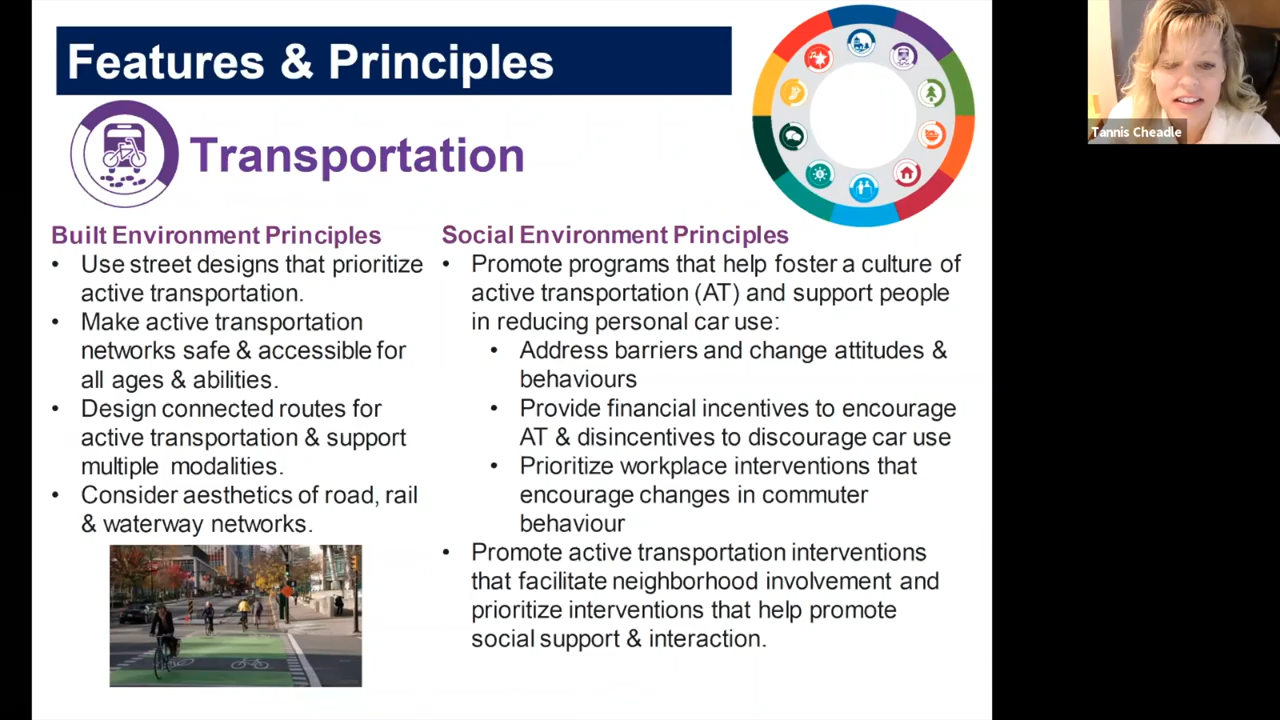 Features & Principles
Transportation
Tannis Cheadle
Built Environment Principles
• Use street designs that prioritize
active transportation.
• Make active transportation
networks safe & accessible for
all ages & abilities.
• Design connected routes for
active transportation & support
multiple modalities.
• Consider aesthetics of road, rail
& waterway networks.
Social Environment Principles
• Promote programs that help foster a culture of
active transportation (AT) and support people
in reducing personal car use:
• Address barriers and change attitudes &
behaviours
• Provide financial incentives to encourage
AT & disincentives to discourage car use
• Prioritize workplace interventions that
encourage changes in commuter
behaviour
• Promote active transportation interventions
that facilitate neighborhood involvement and
prioritize interventions that help promote
social support & interaction.